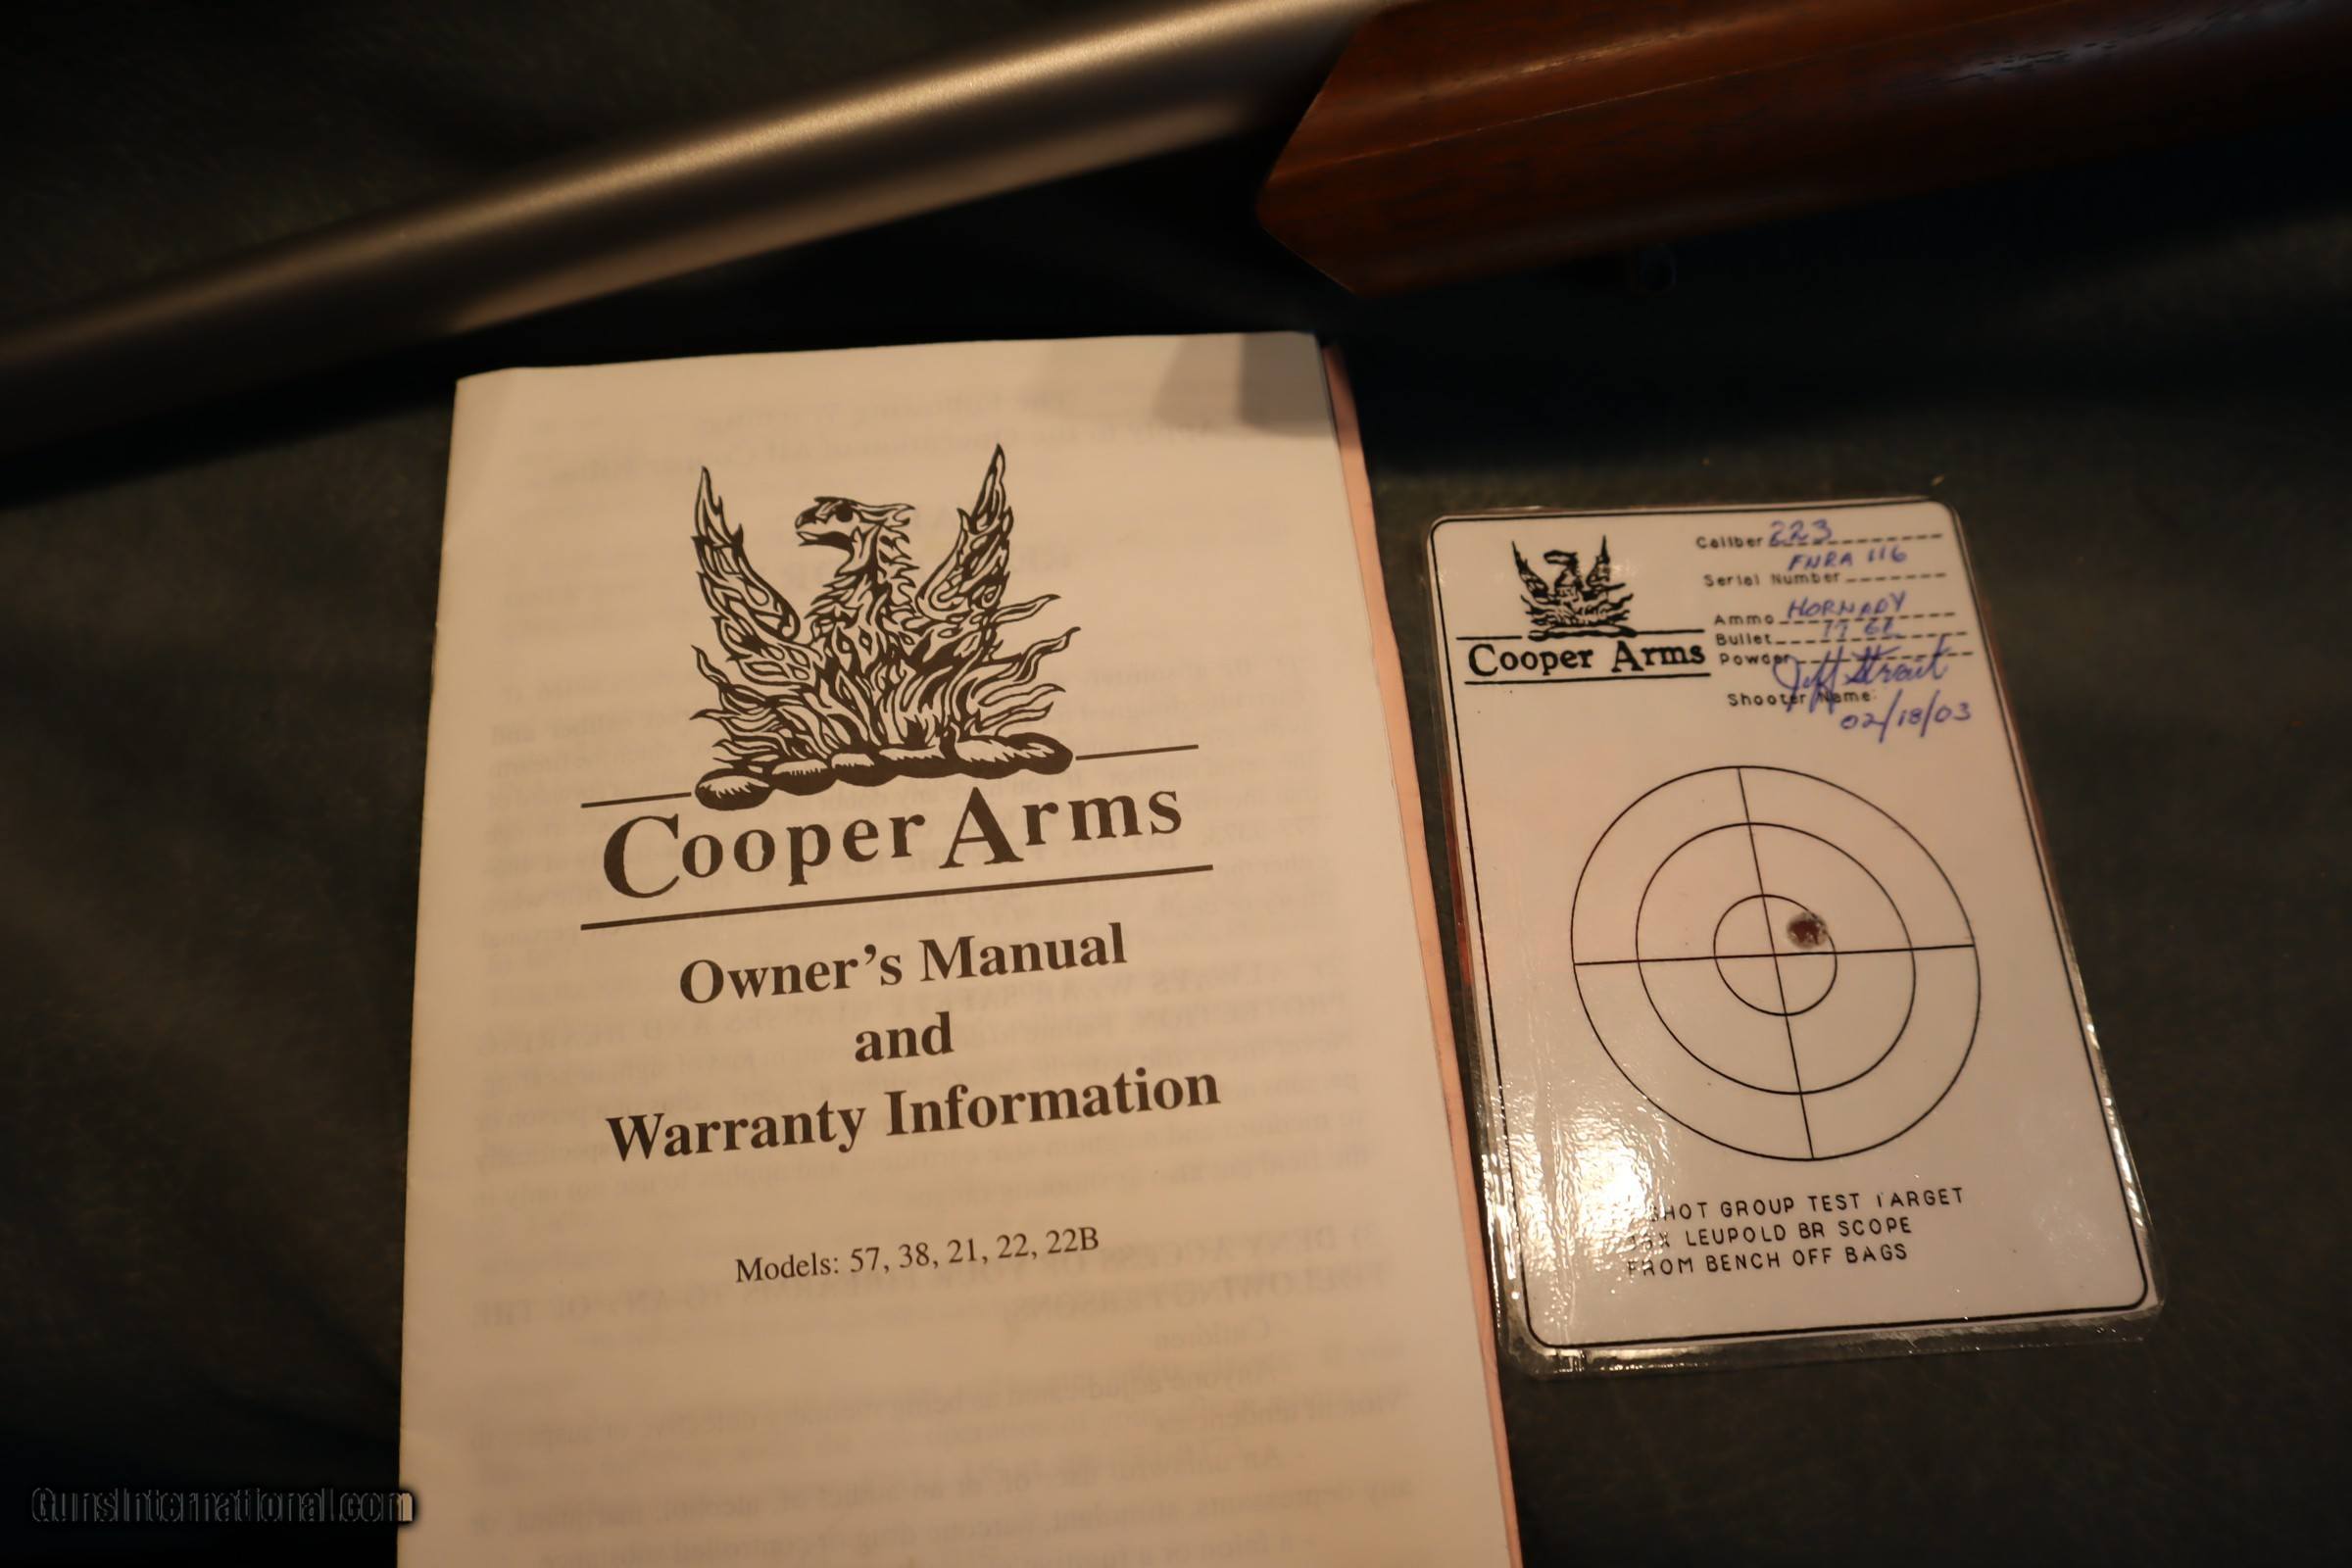 Cooper Arms
Owner's Manual
and
Warranty Information
Models: 57, 38, 21, 22, 22B
Cooper Arms
Caliber 223
FNRA 116
Serial Number
Ammo HORNADY
Bullet
Powder
Jeff Strait
Shooter Name:
02/18/03
SHOT GROUP TEST TARGET
LEUPOLD BR SCOPE
FROM BENCH OFF BAGS
GunsInternational.com